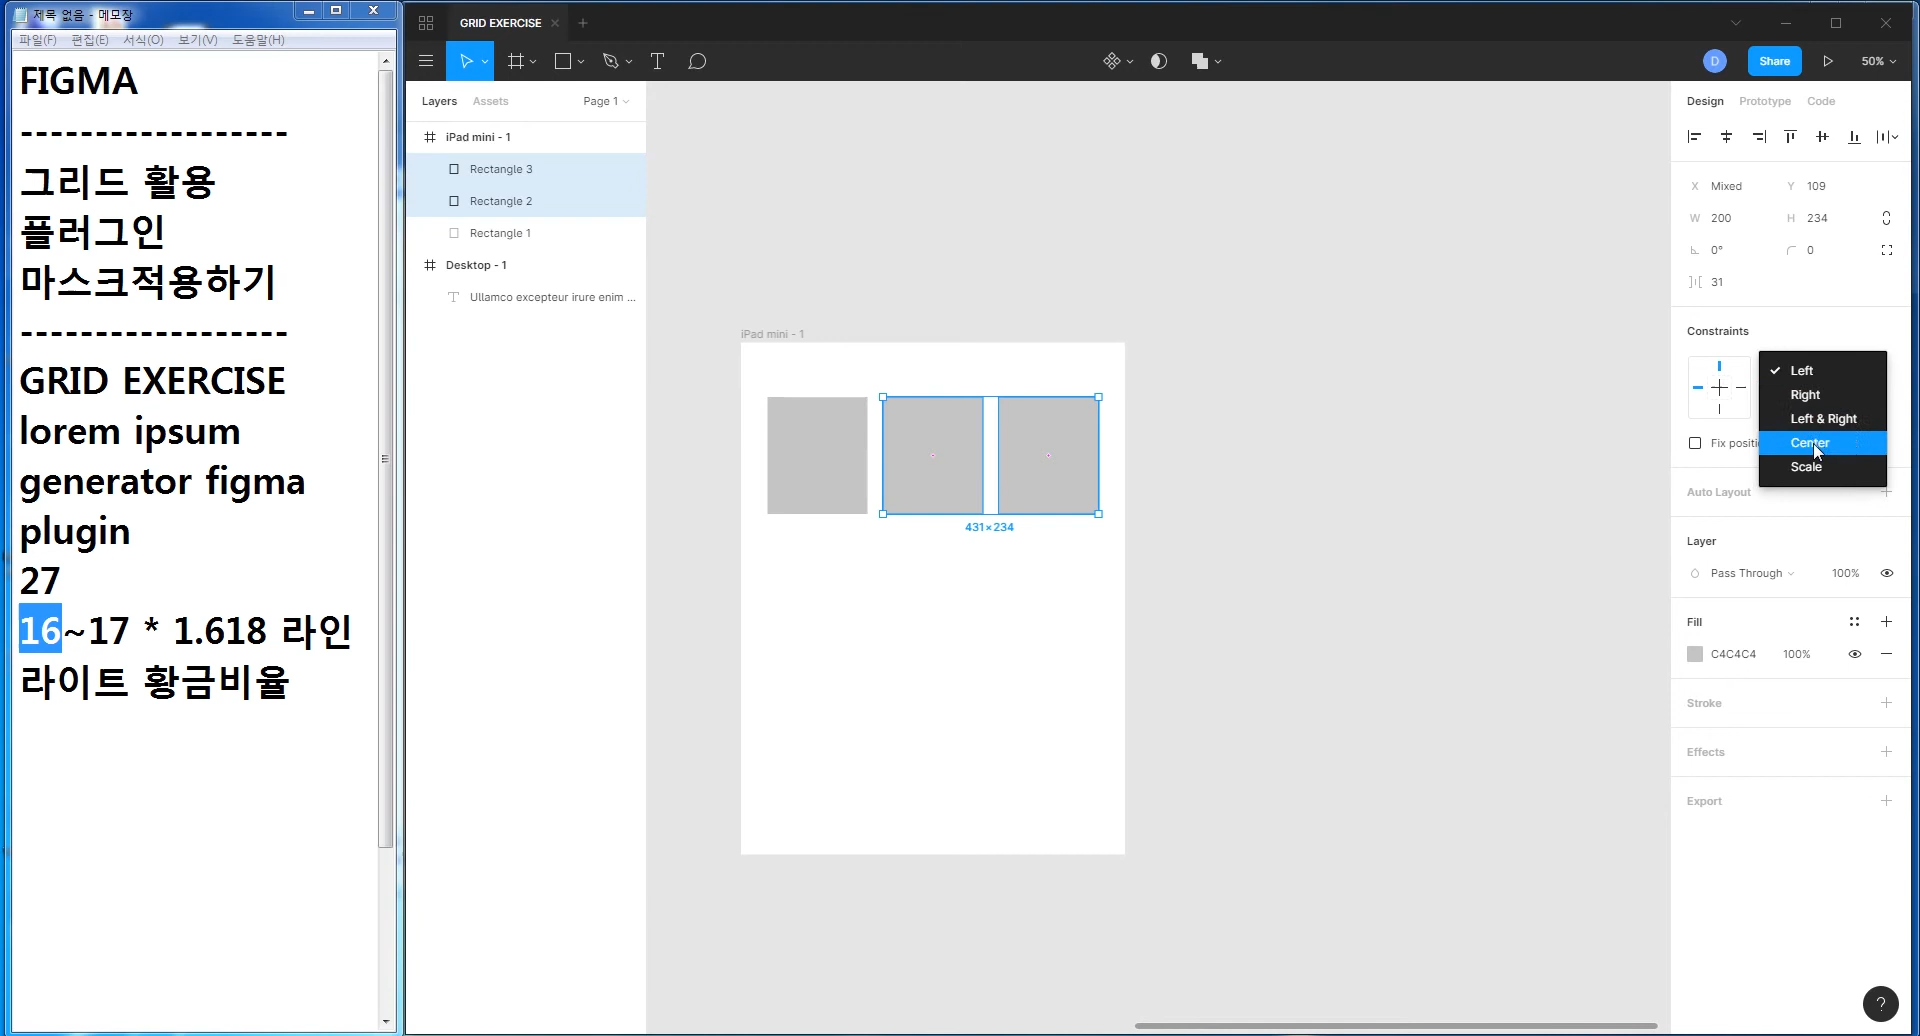 제목 없음 - 메모장
파일(F) 편집(E) 서식(O) 보기(V) 도움말(H)
FIGMA
------------------
그리드 활용
플러그인
마스크적용하기
------------------
GRID EXERCISE
lorem ipsum
generator figma
plugin
27
16~17 * 1.618 라인
라이트 황금비율
GRID EXERCISE
D
Share
50%
Layers Assets Page 1
iPad mini - 1
Rectangle 3
Rectangle 2
Rectangle 1
Desktop - 1
Ullamco excepteur irure enim ...
iPad mini - 1
431×234
Design Prototype Code
X Mixed Y 109
W 200 H 234
0° 0
31
Constraints
Left
Right
Left & Right
Center
Scale
Fix positi
Auto Layout
Layer
Pass Through 100%
Fill
C4C4C4 100%
Stroke
Effects
Export
?